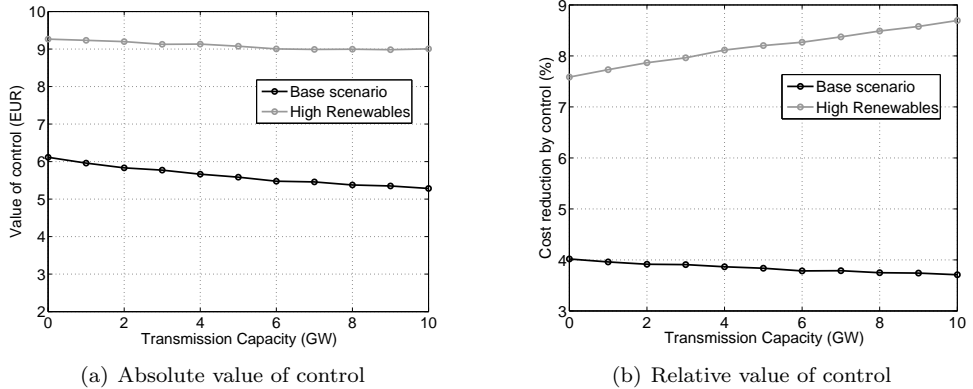 10
9
8
7
6
5
4
3
2
Value of control (EUR)
Base scenario
High Renewables
0 2 4 6 8 10
Transmission Capacity (GW)
(a) Absolute value of control
9
8
7
6
5
4
3
Cost reduction by control (%)
Base scenario
High Renewables
0 2 4 6 8 10
Transmission Capacity (GW)
(b) Relative value of control